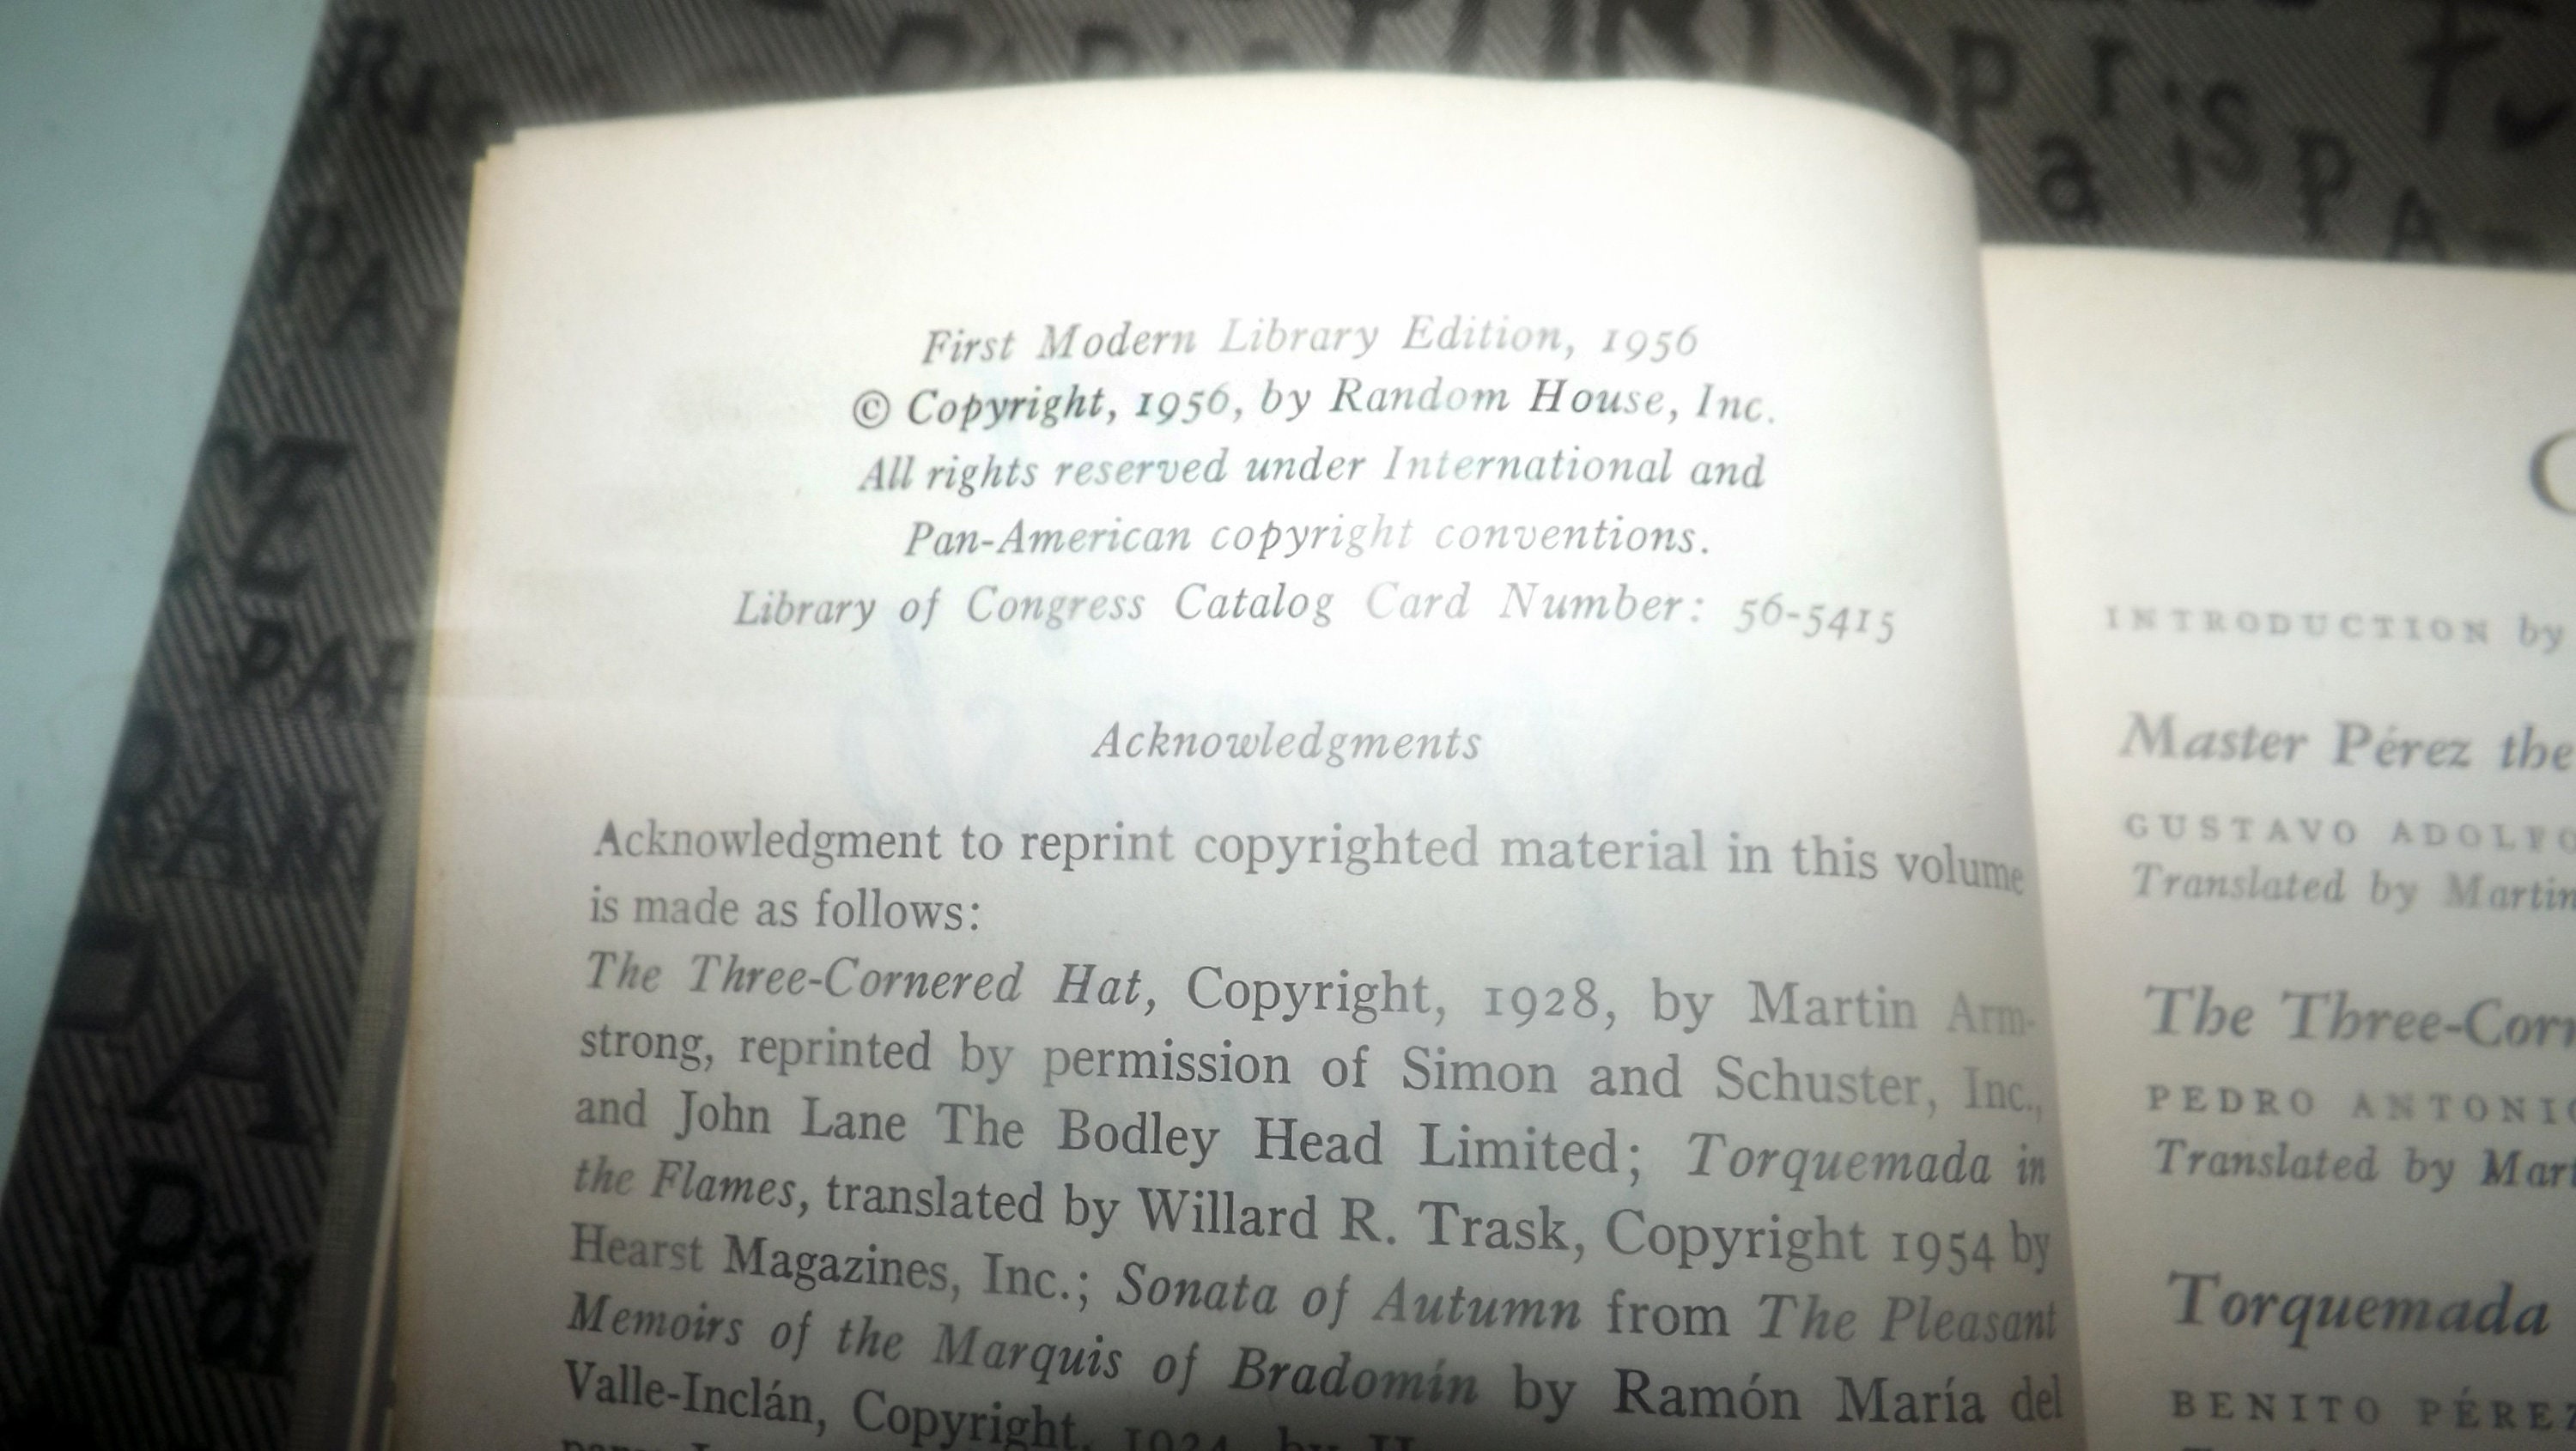 First Modern Library Edition, 1956
© Copyright, 1956, by Random House, Inc.
All rights reserved under International and
Pan-American copyright conventions.
Library of Congress Catalog Card Number: 56-5415
Acknowledgments
Acknowledgment to reprint copyrighted material in this volume
is made as follows:
The Three-Cornered Hat, Copyright, 1928, by Martin Arm-
strong, reprinted by permission of Simon and Schuster, Inc.,
and John Lane The Bodley Head Limited; Torquemada in
the Flames, translated by Willard R. Trask, Copyright 1954 by
Hearst Magazines, Inc.; Sonata of Autumn from The Pleasant
Memoirs of the Marquis of Bradomín by Ramón María del
Valle-Inclán, Copyright, 1924, by
INTRODUCTION by
Master Pérez the
GUSTAVO ADOLFO
Translated by Martin
The Three-Corn
PEDRO ANTONIO
Translated by Mart
Torquemada
BENITO PÉREZ
Paris
Paris